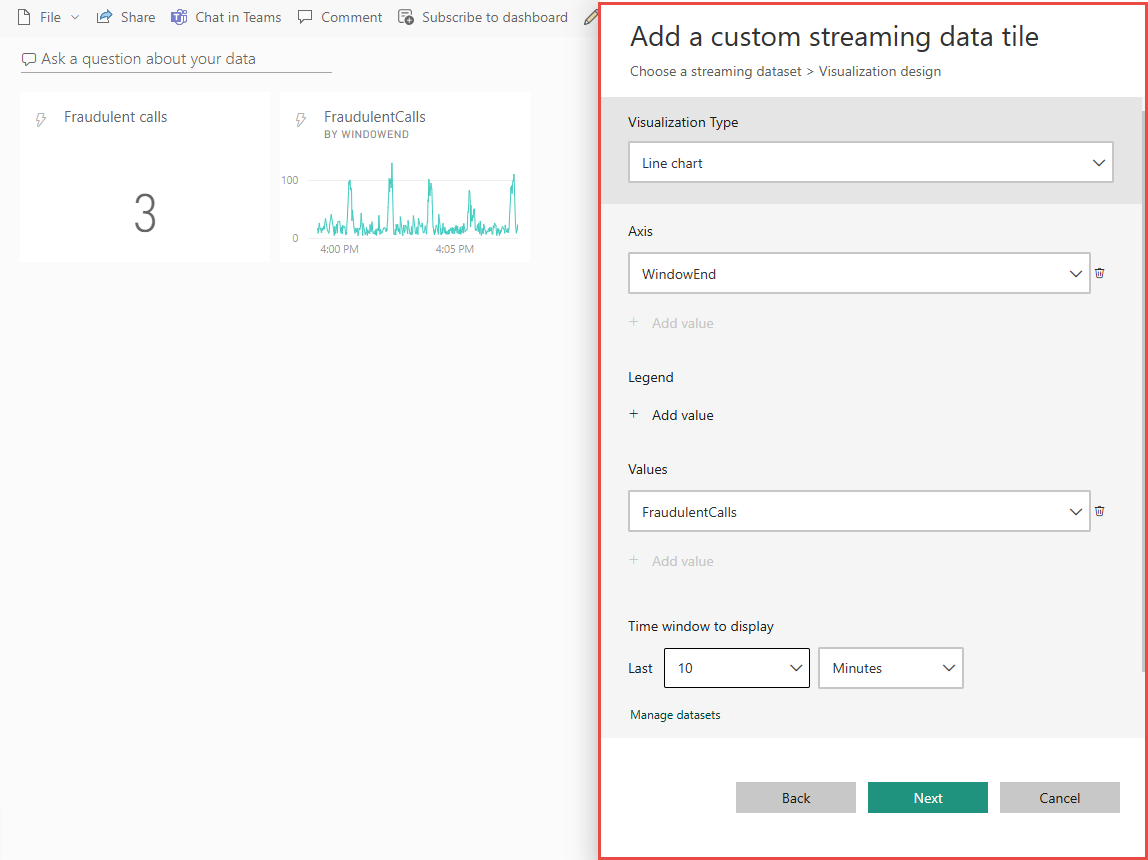 File Share Chat in Teams Comment Subscribe to dashboard
Ask a question about your data
Fraudulent calls
3
FraudulentCalls
BY WINDOWEND
100
0
4:00 PM 4:05 PM
Add a custom streaming data tile
Choose a streaming dataset > Visualization design
Visualization Type
Line chart
Axis
WindowEnd
+ Add value
Legend
+ Add value
Values
FraudulentCalls
+ Add value
Time window to display
Last 10 Minutes
Manage datasets
Back Next Cancel